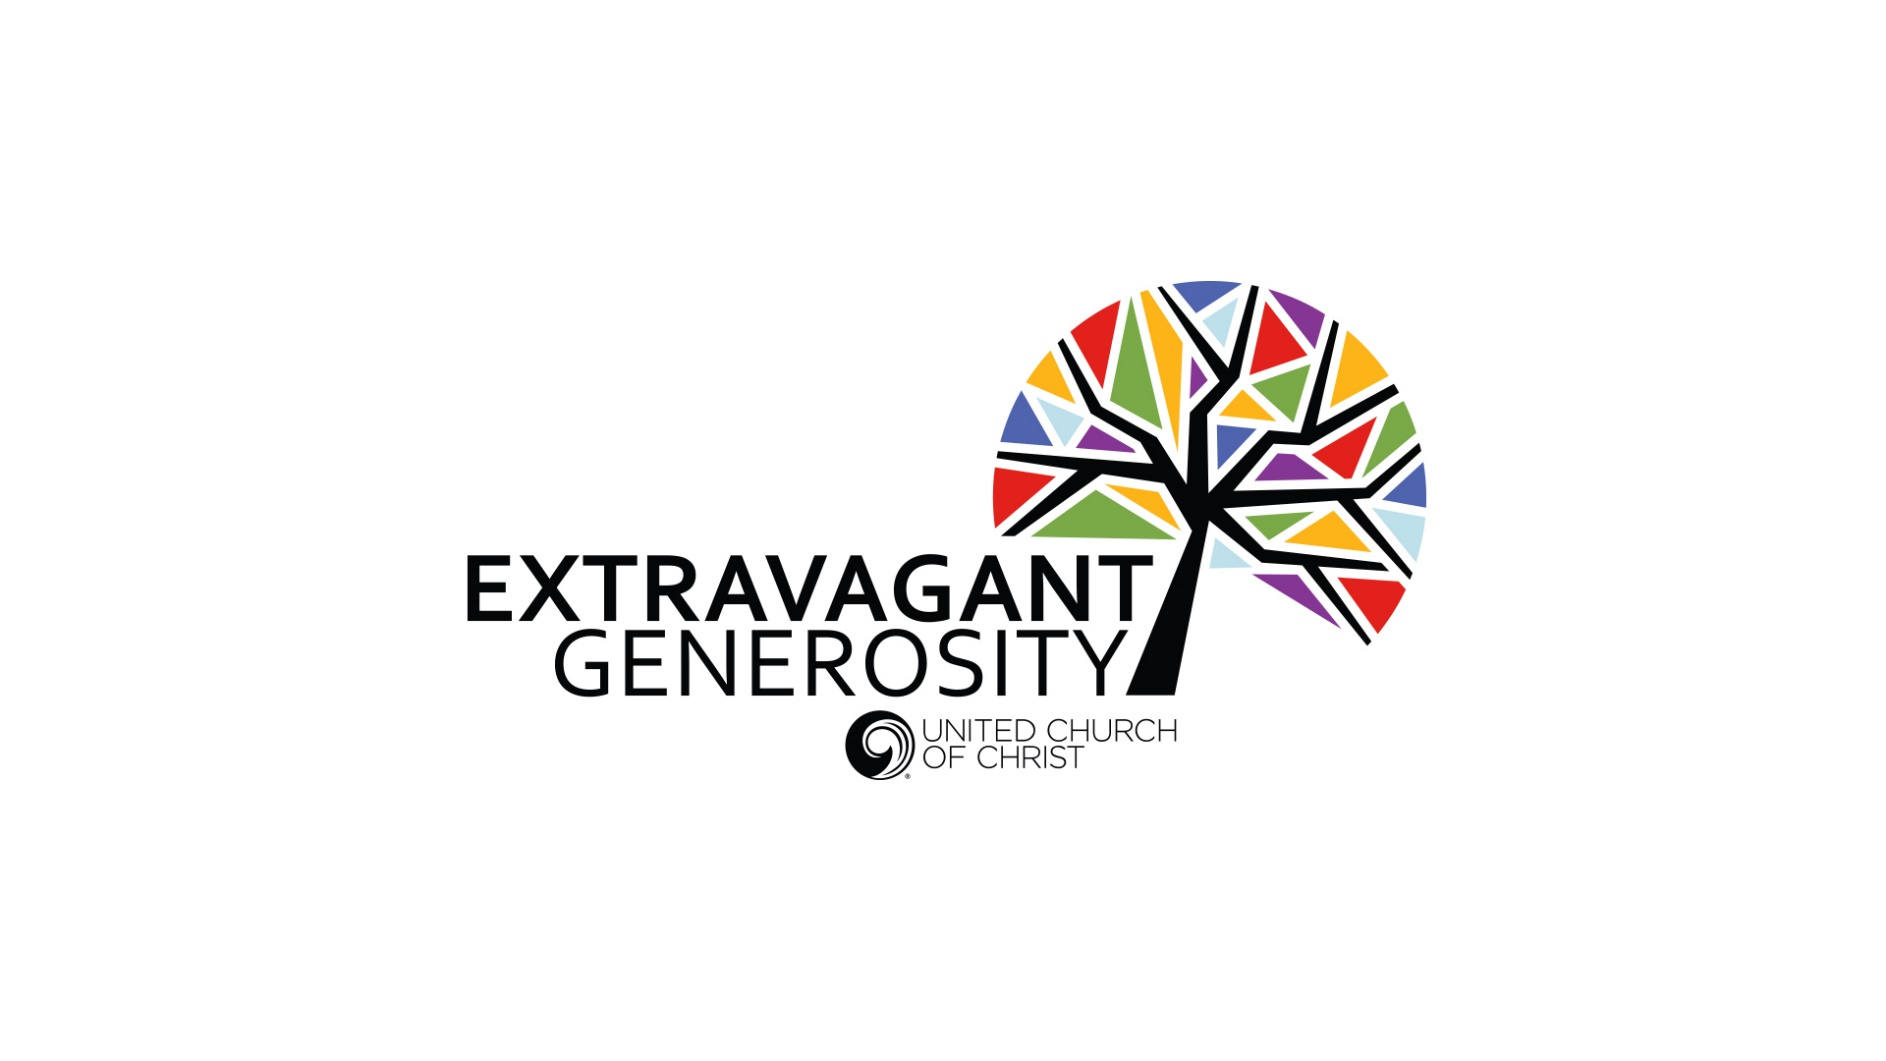 EXTRAVAGANT
GENEROSITY
UNITED CHURCH
OF CHRIST
®